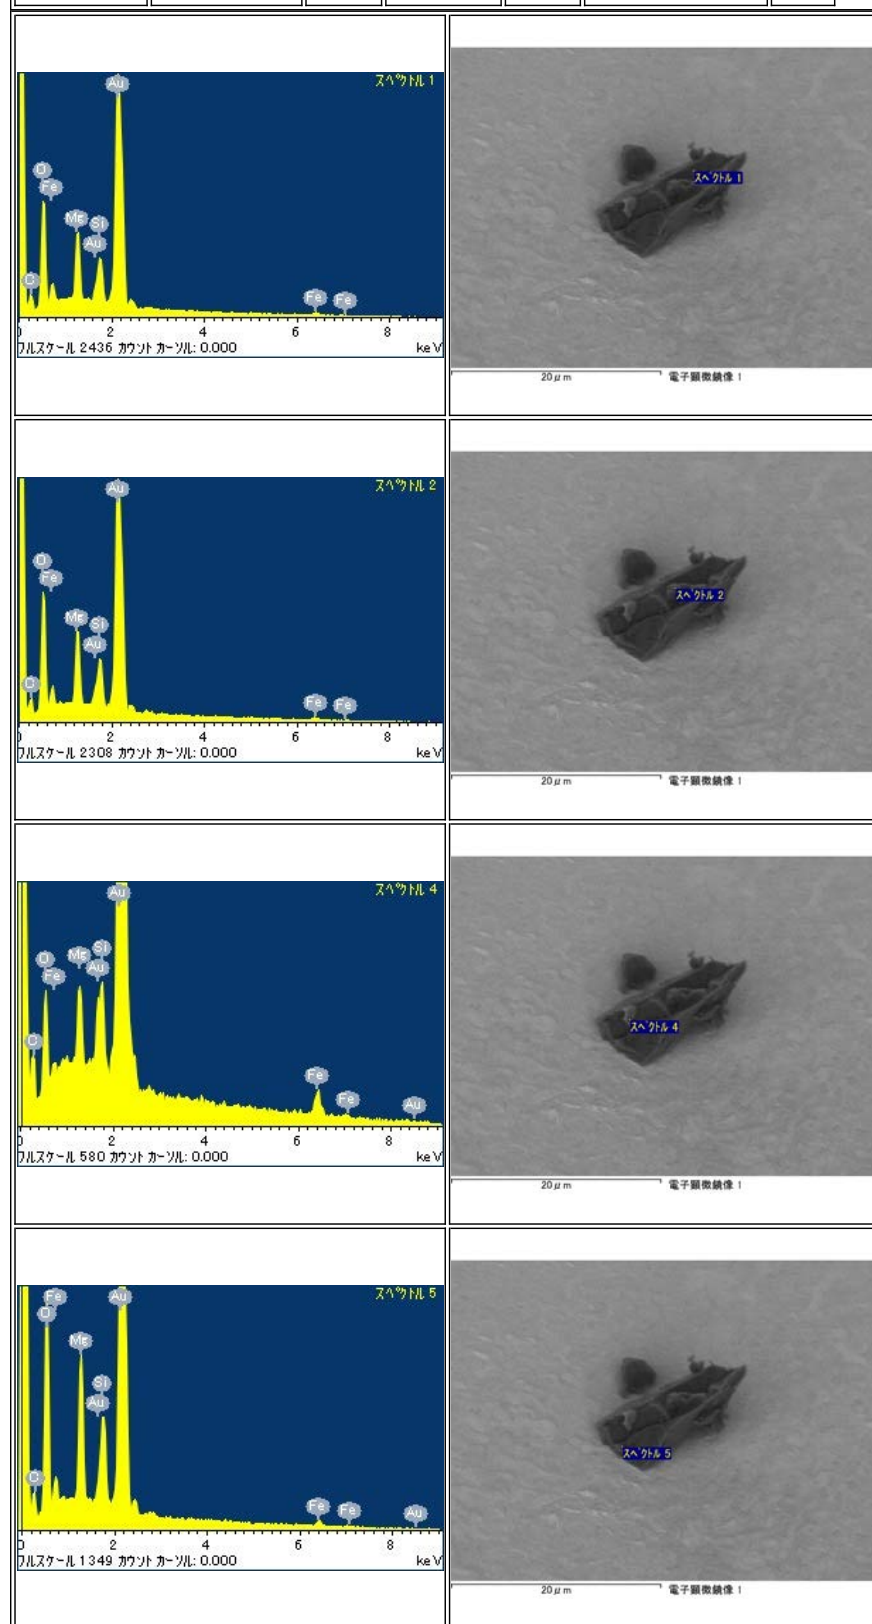 スペクトル 1
Au
O
Fe
Mg
Si
Au
C
Fe
Fe
0 2 4 6 8
フルスケール 2436 カウント カーソル: 0.000 keV
スペクトル 1
20μm 電子顕微鏡像 1
スペクトル 2
Au
O
Fe
Mg
Si
Au
C
Fe
Fe
0 2 4 6 8
フルスケール 2308 カウント カーソル: 0.000 keV
スペクトル 2
20μm 電子顕微鏡像 1
スペクトル 4
Au
O
Fe
Mg
Si
Au
C
Fe
Fe
Au
0 2 4 6 8
フルスケール 580 カウント カーソル: 0.000 keV
スペクトル 4
20μm 電子顕微鏡像 1
スペクトル 5
Fe
Au
O
Mg
Si
Au
C
Fe
Fe
Au
0 2 4 6 8
フルスケール 1349 カウント カーソル: 0.000 keV
スペクトル 5
20μm 電子顕微鏡像 1